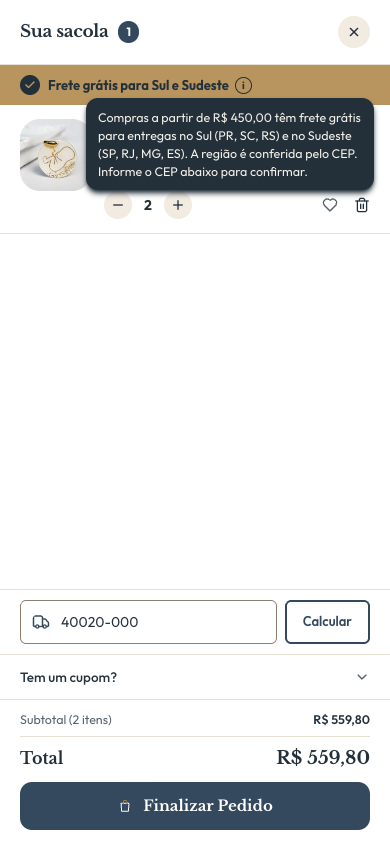 Sua sacola 1
Frete grátis para Sul e Sudeste i
Compras a partir de R$ 450,00 têm frete grátis
para entregas no Sul (PR, SC, RS) e no Sudeste
(SP, RJ, MG, ES). A região é conferida pelo CEP.
Informe o CEP abaixo para confirmar.
2
40020-000
Calcular
Tem um cupom?
Subtotal (2 itens) R$ 559,80
Total R$ 559,80
Finalizar Pedido